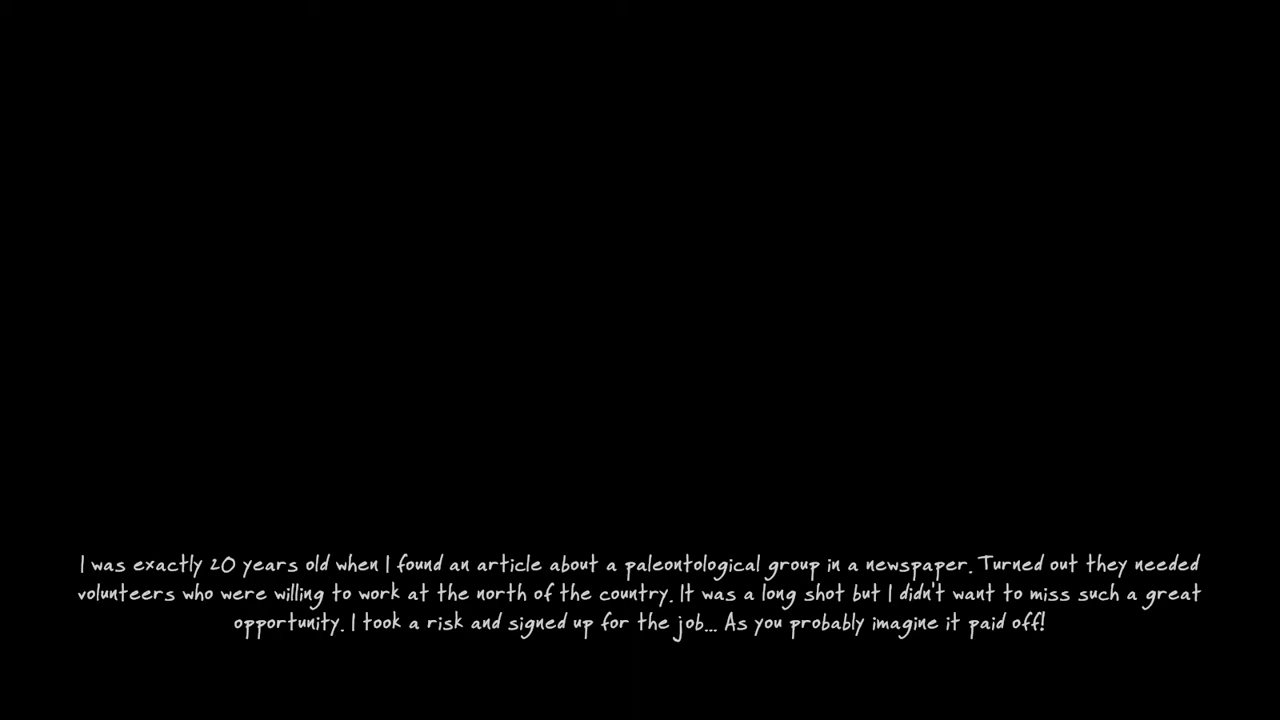 I was exactly 20 years old when I found an article about a paleontological group in a newspaper. Turned out they needed
volunteers who were willing to work at the north of the country. It was a long shot but I didn't want to miss such a great
opportunity. I took a risk and signed up for the job... As you probably imagine it paid off!